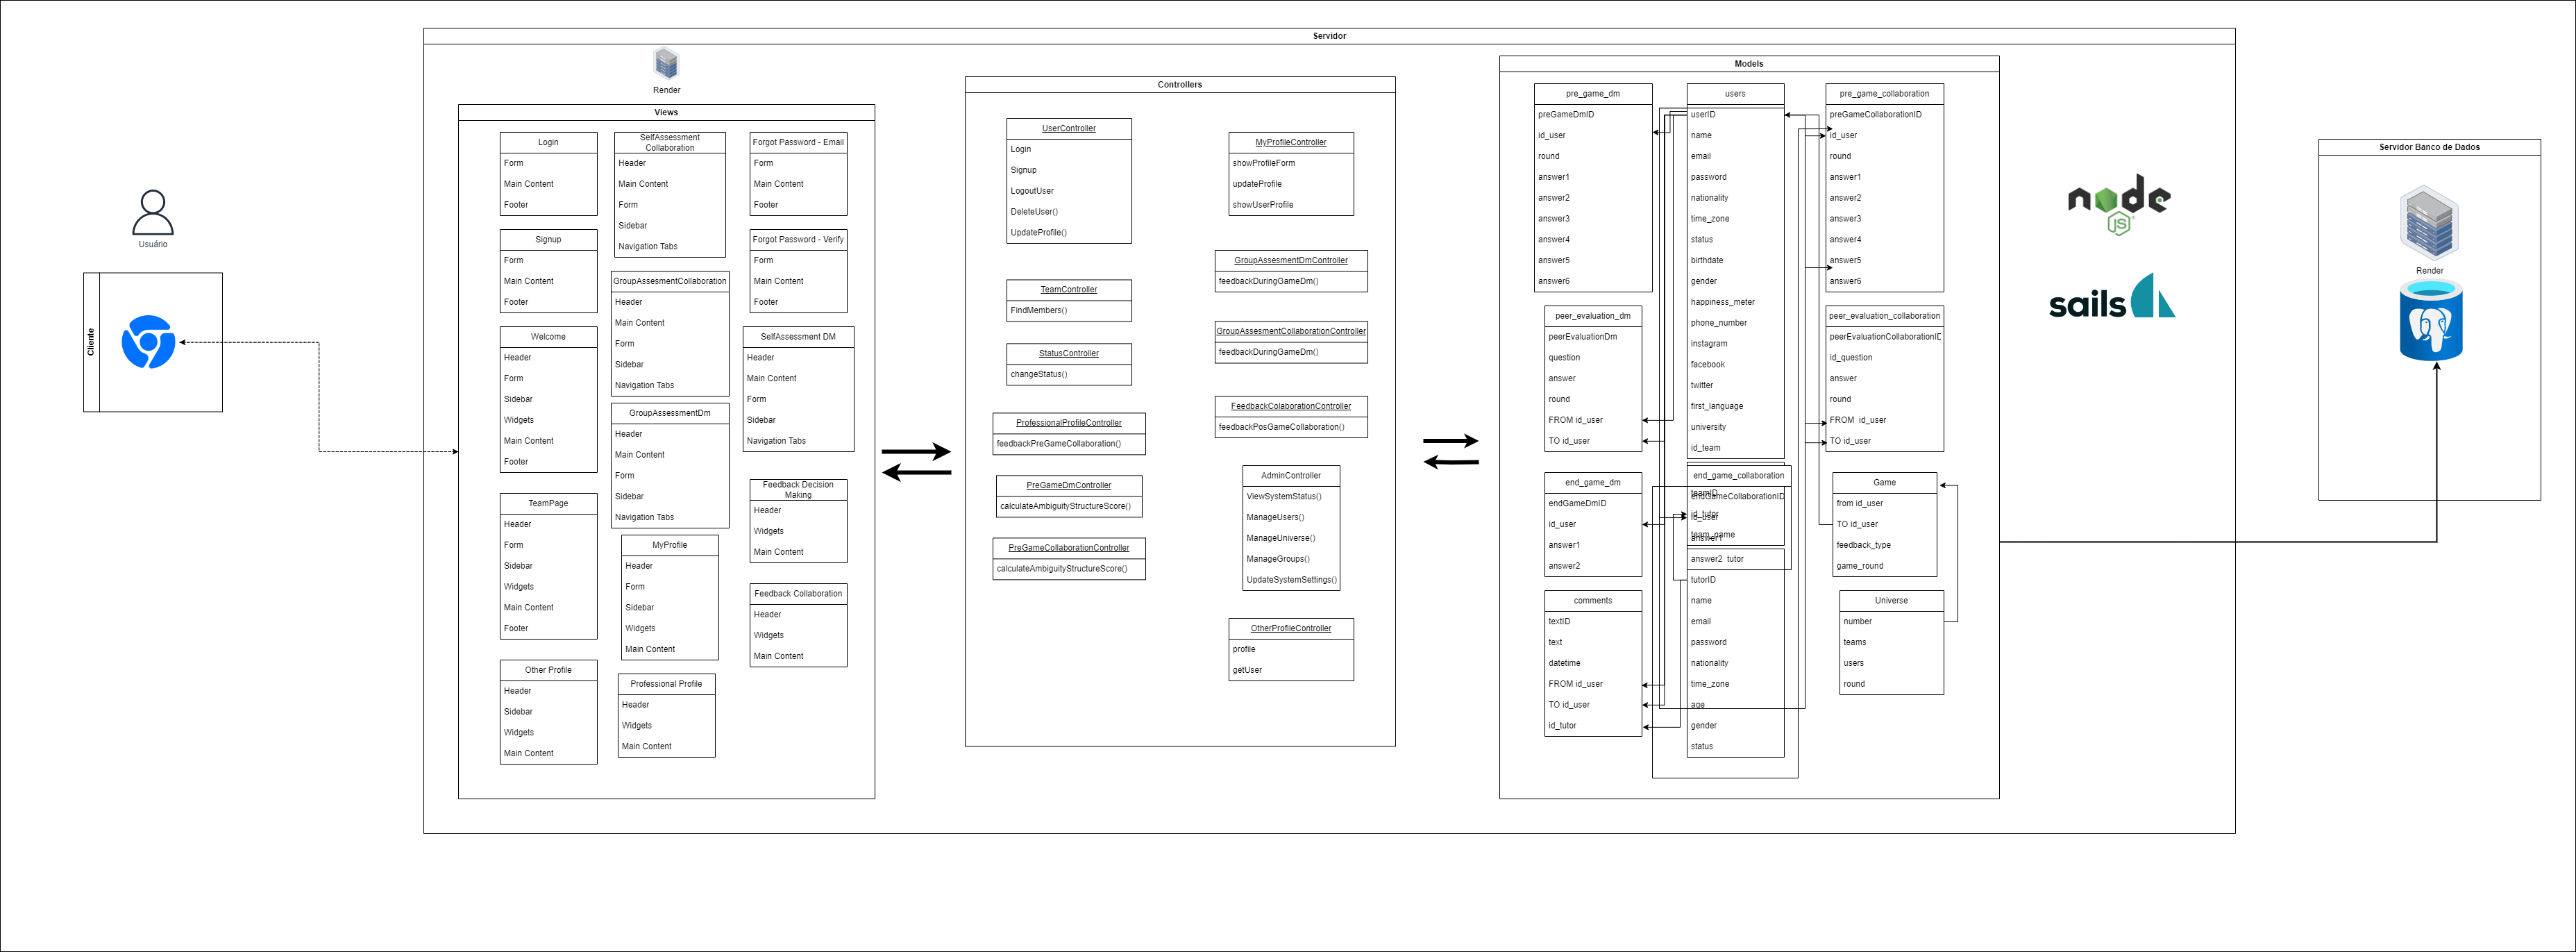 Servidor
Render
Usuário
Cliente
Views
Login
Form
Main Content
Footer
Signup
Form
Main Content
Footer
Welcome
Header
Form
Sidebar
Widgets
Main Content
Footer
TeamPage
Header
Form
Sidebar
Widgets
Main Content
Footer
Other Profile
Header
Sidebar
Widgets
Main Content
SelfAssessment
Collaboration
Header
Main Content
Form
Sidebar
Navigation Tabs
GroupAssesmentCollaboration
Header
Main Content
Form
Sidebar
Navigation Tabs
GroupAssessmentDm
Header
Main Content
Form
Sidebar
Navigation Tabs
MyProfile
Header
Form
Sidebar
Widgets
Main Content
Professional Profile
Header
Widgets
Main Content
Forgot Password - Email
Form
Main Content
Footer
Forgot Password - Verify
Form
Main Content
Footer
SelfAssessment DM
Header
Main Content
Form
Sidebar
Navigation Tabs
Feedback Decision
Making
Header
Widgets
Main Content
Feedback Collaboration
Header
Widgets
Main Content
Controllers
UserController
Login
Signup
LogoutUser
DeleteUser()
UpdateProfile()
TeamController
FindMembers()
StatusController
changeStatus()
ProfessionalProfileController
feedbackPreGameCollaboration()
PreGameDmController
calculateAmbiguityStructureScore()
PreGameCollaborationController
calculateAmbiguityStructureScore()
MyProfileController
showProfileForm
updateProfile
showUserProfile
GroupAssesmentDmController
feedbackDuringGameDm()
GroupAssesmentCollaborationController
feedbackDuringGameDm()
FeedbackColaborationController
feedbackPosGameCollaboration()
AdminController
ViewSystemStatus()
ManageUsers()
ManageUniverse()
ManageGroups()
UpdateSystemSettings()
OtherProfileController
profile
getUser
Models
pre_game_dm
preGameDmID
id_user
round
answer1
answer2
answer3
answer4
answer5
answer6
peer_evaluation_dm
peerEvaluationDm
question
answer
round
FROM id_user
TO id_user
end_game_dm
endGameDmID
id_user
answer1
answer2
comments
textID
text
datetime
FROM id_user
TO id_user
id_tutor
users
userID
name
email
password
nationality
time_zone
status
birthdate
gender
happiness_meter
phone_number
instagram
facebook
twitter
first_language
university
id_team
end_game_collaboration
teamID
endGameCollaborationID
id_tutor
id_user
team_name
answer1
answer2
tutor
tutorID
name
email
password
nationality
time_zone
age
gender
status
pre_game_collaboration
preGameCollaborationID
id_user
round
answer1
answer2
answer3
answer4
answer5
answer6
peer_evaluation_collaboration
peerEvaluationCollaborationID
id_question
answer
round
FROM id_user
TO id_user
Game
from id_user
TO id_user
feedback_type
game_round
Universe
number
teams
users
round
node
JS
sails
Servidor Banco de Dados
Render